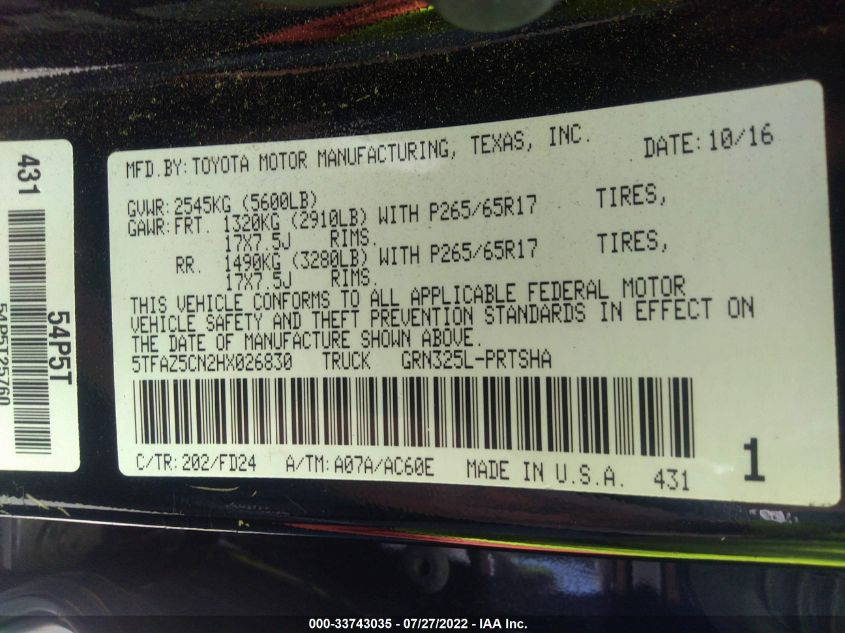 431
54P5T
54P5T25760
MFD.BY:TOYOTA MOTOR MANUFACTURING, TEXAS, INC. DATE:10/16
GVWR:2545KG (5600LB)
GAWR:FRT. 1320KG (2910LB) WITH P265/65R17 TIRES,
17X7.5J RIMS.
RR. 1490KG (3280LB) WITH P265/65R17 TIRES,
17X7.5J RIMS.
THIS VEHICLE CONFORMS TO ALL APPLICABLE FEDERAL MOTOR
VEHICLE SAFETY AND THEFT PREVENTION STANDARDS IN EFFECT ON
THE DATE OF MANUFACTURE SHOWN ABOVE.
5TFAZ5CN2HX026830 TRUCK GRN325L-PRTSHA
C/TR:202/FD24 A/TM:A07A/AC60E MADE IN U.S.A. 431 1
000-33743035 - 07/27/2022 - IAA Inc.